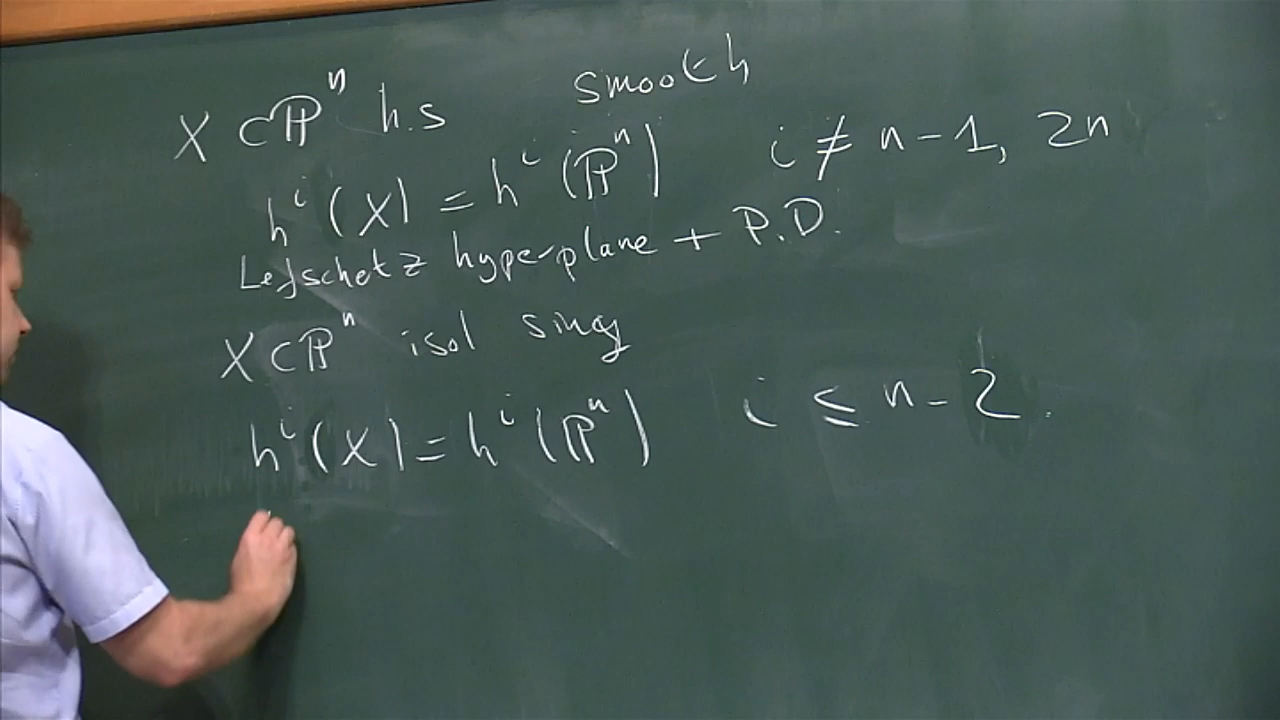 X ⊂ ℙⁿ h.s smooth
hⁱ(X) = hⁱ(ℙⁿ) i ≠ n-1, 2n
Lefschetz hyperplane + P.D.
X ⊂ ℙⁿ isol sing
hⁱ(X) = hⁱ(ℙⁿ) i ≤ n-2.